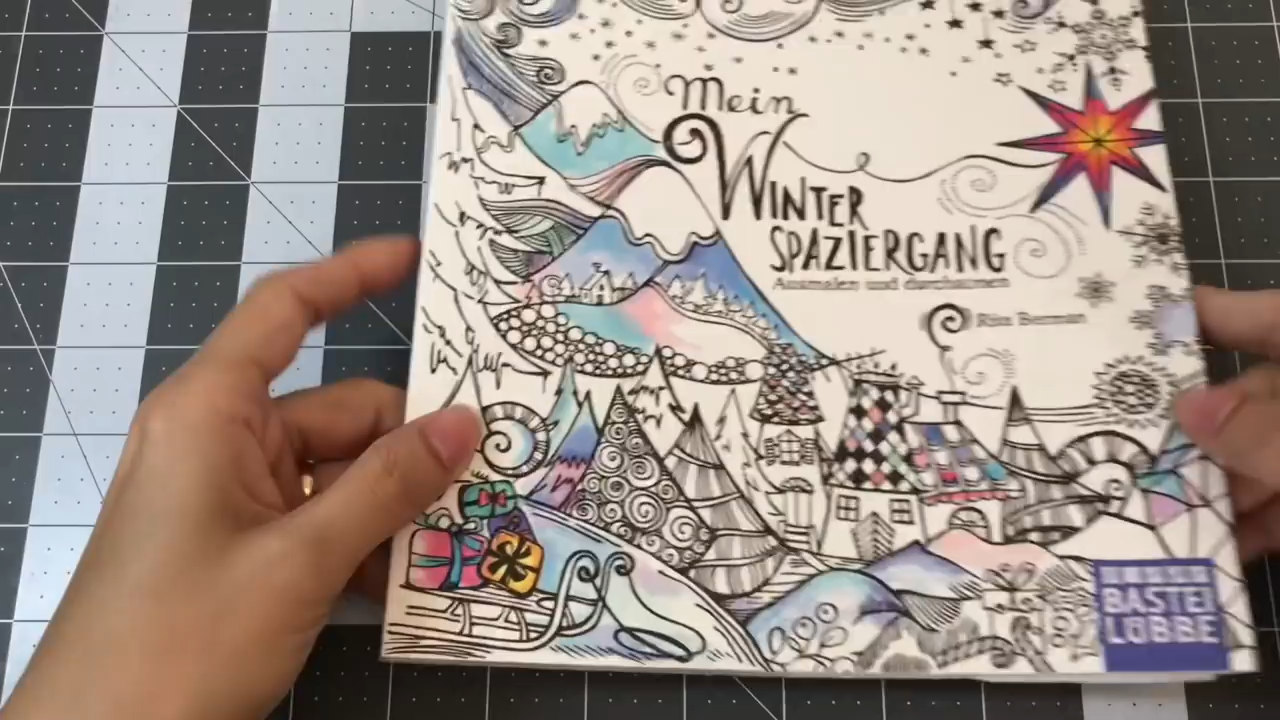 Mein
WINTER
SPAZIERGANG
Ausmalen und durchatmen
Rita Berman
BASTEI
LÜBBE